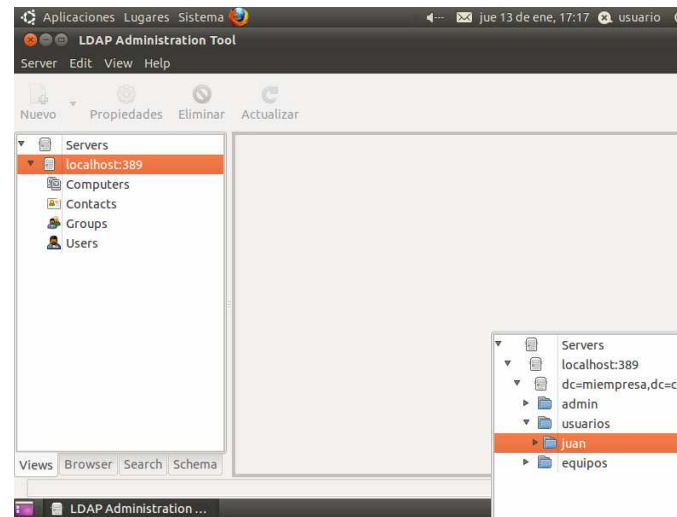 Aplicaciones Lugares Sistema jue 13 de ene, 17:17 usuario
LDAP Administration Tool
Server Edit View Help
Nuevo Propiedades Eliminar Actualizar
Servers
localhost:389
Computers
Contacts
Groups
Users
Servers
localhost:389
dc=miempresa,dc=c
admin
usuarios
juan
equipos
Views Browser Search Schema
LDAP Administration ...